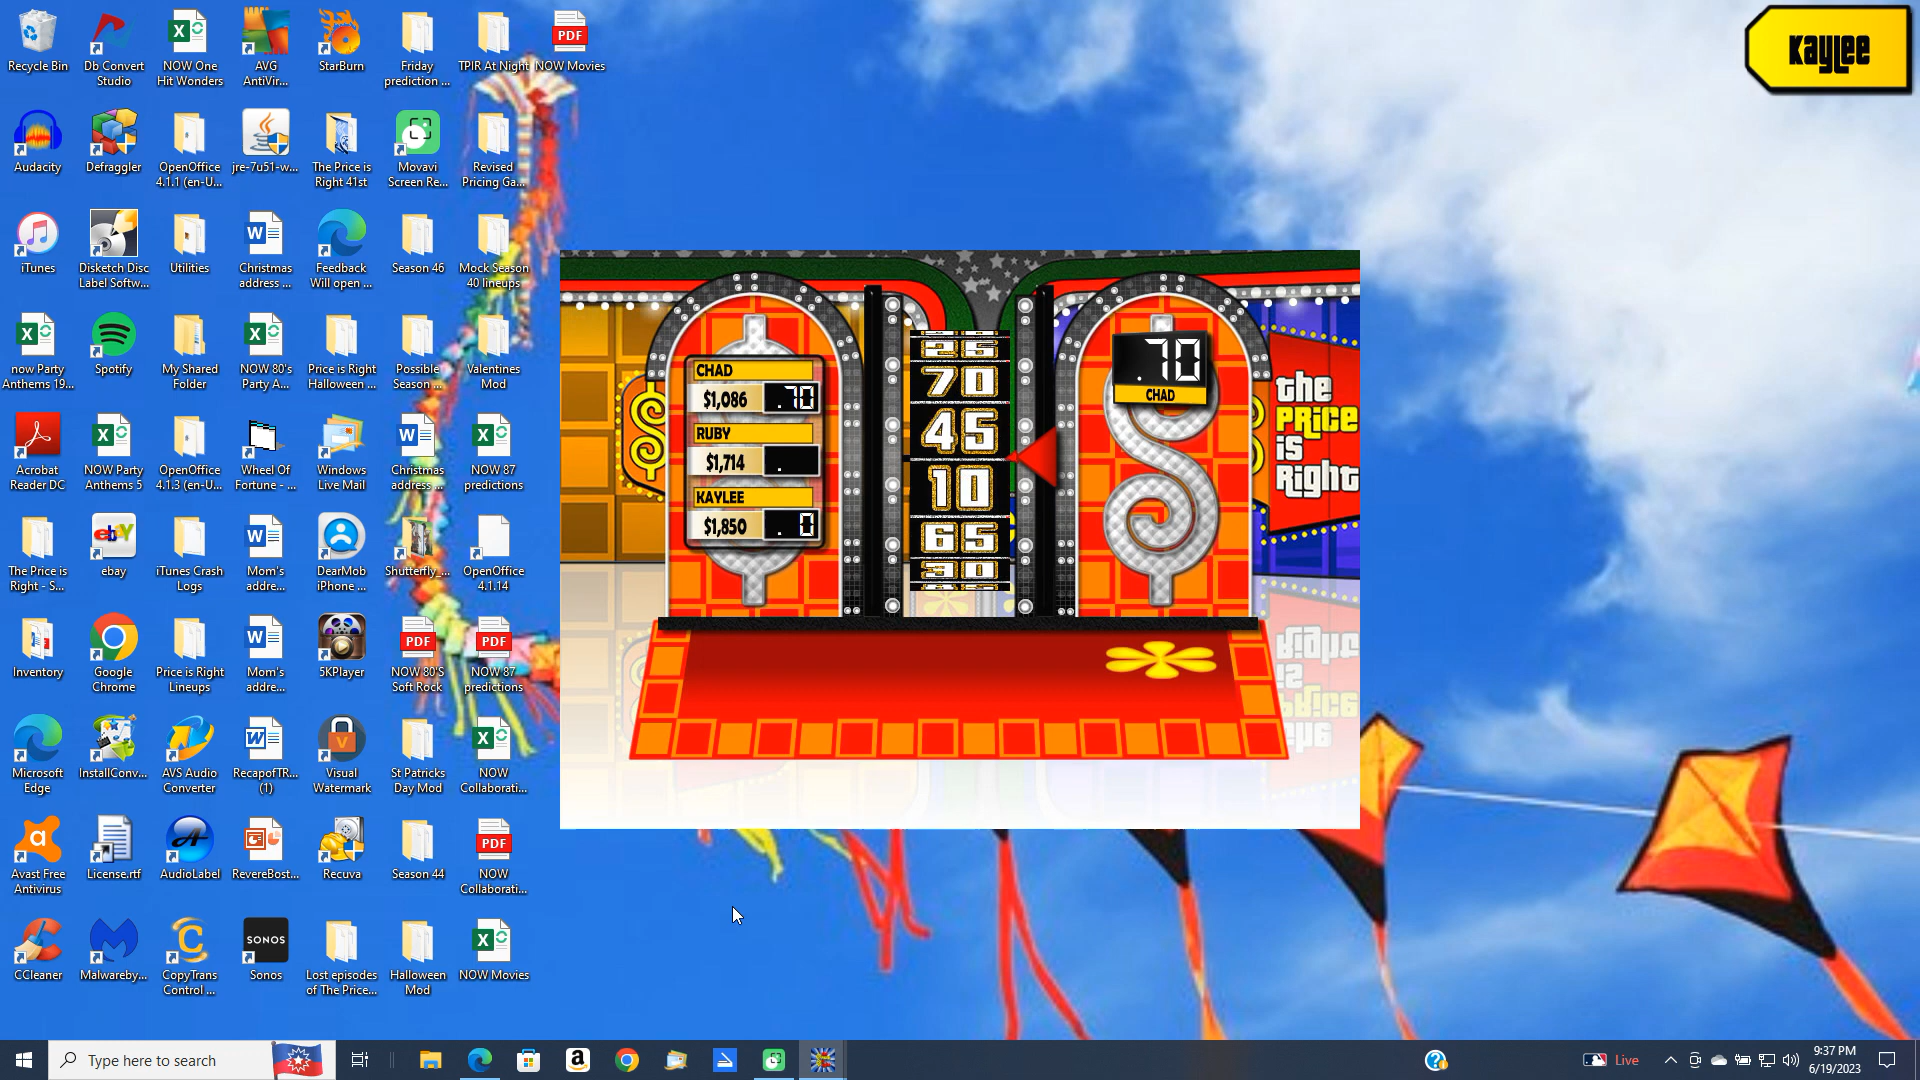 Recycle Bin
Db Convert
Studio
NOW One
Hit Wonders
AVG
AntiVir...
StarBurn
Friday
prediction ...
TPIR At Night
NOW Movies
KAYLEE
Audacity
Defraggler
OpenOffice
4.1.1 (en-U...
jre-7u51-w...
The Price is
Right 41st
Movavi
Screen Re...
Revised
Pricing Ga...
iTunes
Disketch Disc
Label Softw...
Utilities
Christmas
address ...
Feedback
Will open ...
Season 46
Mock Season
40 lineups
now Party
Anthems 19...
Spotify
My Shared
Folder
NOW 80's
Party A...
Price is Right
Halloween ...
Possible
Season ...
Valentines
Mod
Acrobat
Reader DC
NOW Party
Anthems 5
OpenOffice
4.1.3 (en-U...
Wheel Of
Fortune - ...
Windows
Live Mail
Christmas
address ...
NOW 87
predictions
The Price is
Right - S...
ebay
ebay
iTunes Crash
Logs
Mom's
addre...
DearMob
iPhone ...
Shutterfly_...
OpenOffice
4.1.14
Inventory
Google
Chrome
Price is Right
Lineups
Mom's
addre...
5KPlayer
PDF
NOW 80'S
Soft Rock
PDF
NOW 87
predictions
Microsoft
Edge
InstallConv...
AVS Audio
Converter
RecapofTR...
(1)
Visual
Watermark
St Patricks
Day Mod
NOW
Collaborati...
Avast Free
Antivirus
License.rtf
AudioLabel
RevereBost...
Recuva
Season 44
PDF
NOW
Collaborati...
CCleaner
Malwareby...
CopyTrans
Control ...
SONOS
Sonos
Lost episodes
of The Price...
Halloween
Mod
NOW Movies
CHAD
$1,086 .70
RUBY
$1,714 .
KAYLEE
$1,850 . 0
25
70
45
10
65
30
.70
CHAD
the
PRICE
is
Right
Type here to search
Live
9:37 PM
6/19/2023